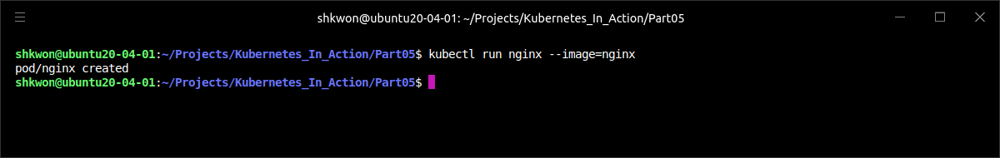 shkwon@ubuntu20-04-01: ~/Projects/Kubernetes_In_Action/Part05
shkwon@ubuntu20-04-01:~/Projects/Kubernetes_In_Action/Part05$ kubectl run nginx --image=nginx
pod/nginx created
shkwon@ubuntu20-04-01:~/Projects/Kubernetes_In_Action/Part05$